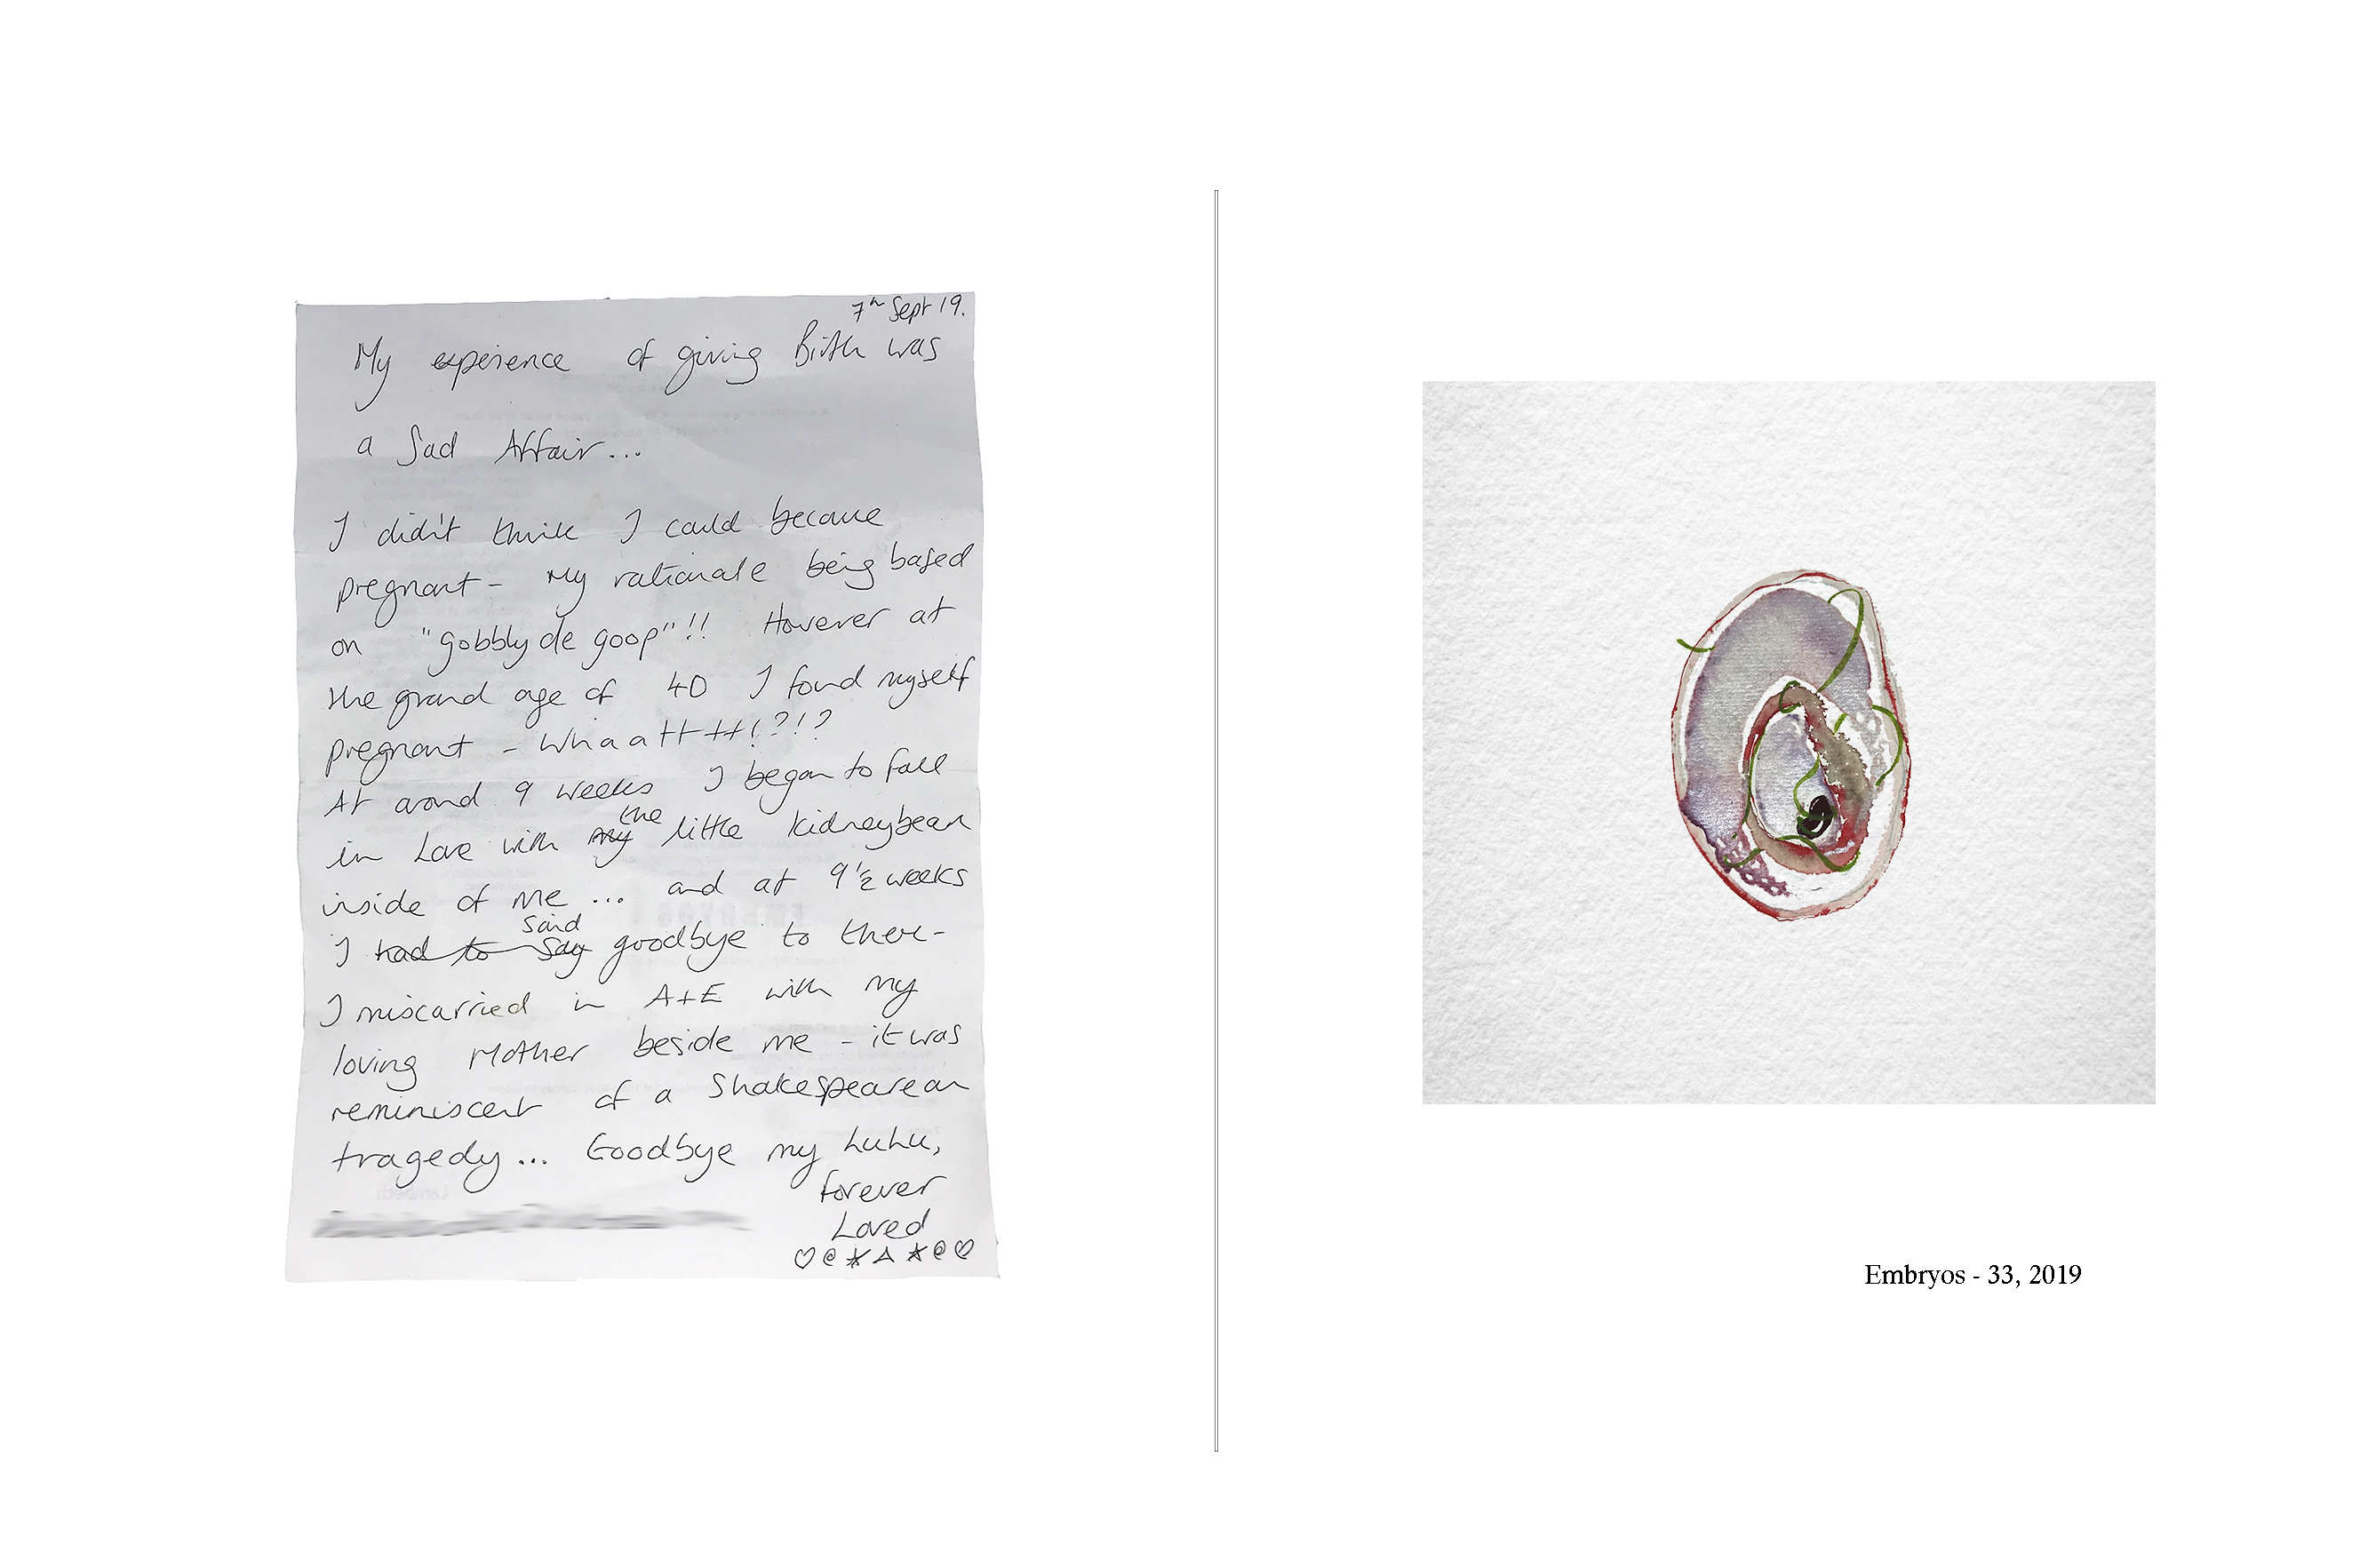 7th Sept 19.
My experience of giving Birth was
a Sad Affair...
I didn't think I could become
pregnant - My rationale being based
on "gobbly de goop"!! However at
the grand age of 40 I found myself
pregnant - Whaattt!?!?
At around 9 weeks I began to fall
in Love with my the little kidneybean
inside of me ... and at 9½ weeks
I had to say said goodbye to them -
I miscarried in A+E with my
loving Mother beside me - it was
reminiscent of a Shakespearean
tragedy... Goodbye my LuLu,
forever
Loved
Embryos - 33, 2019